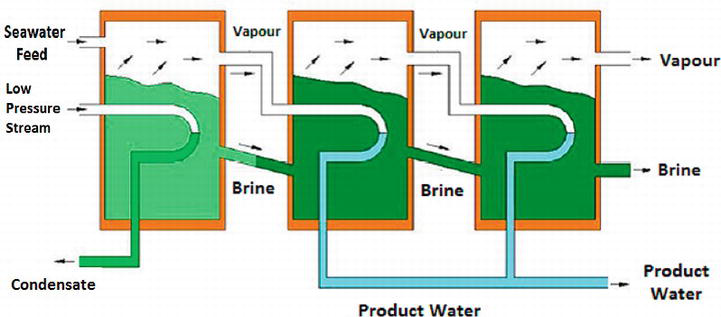 Seawater
Feed
Vapour
Vapour
Vapour
Low
Pressure
Stream
Brine
Brine
Brine
Condensate
Product
Water
Product Water